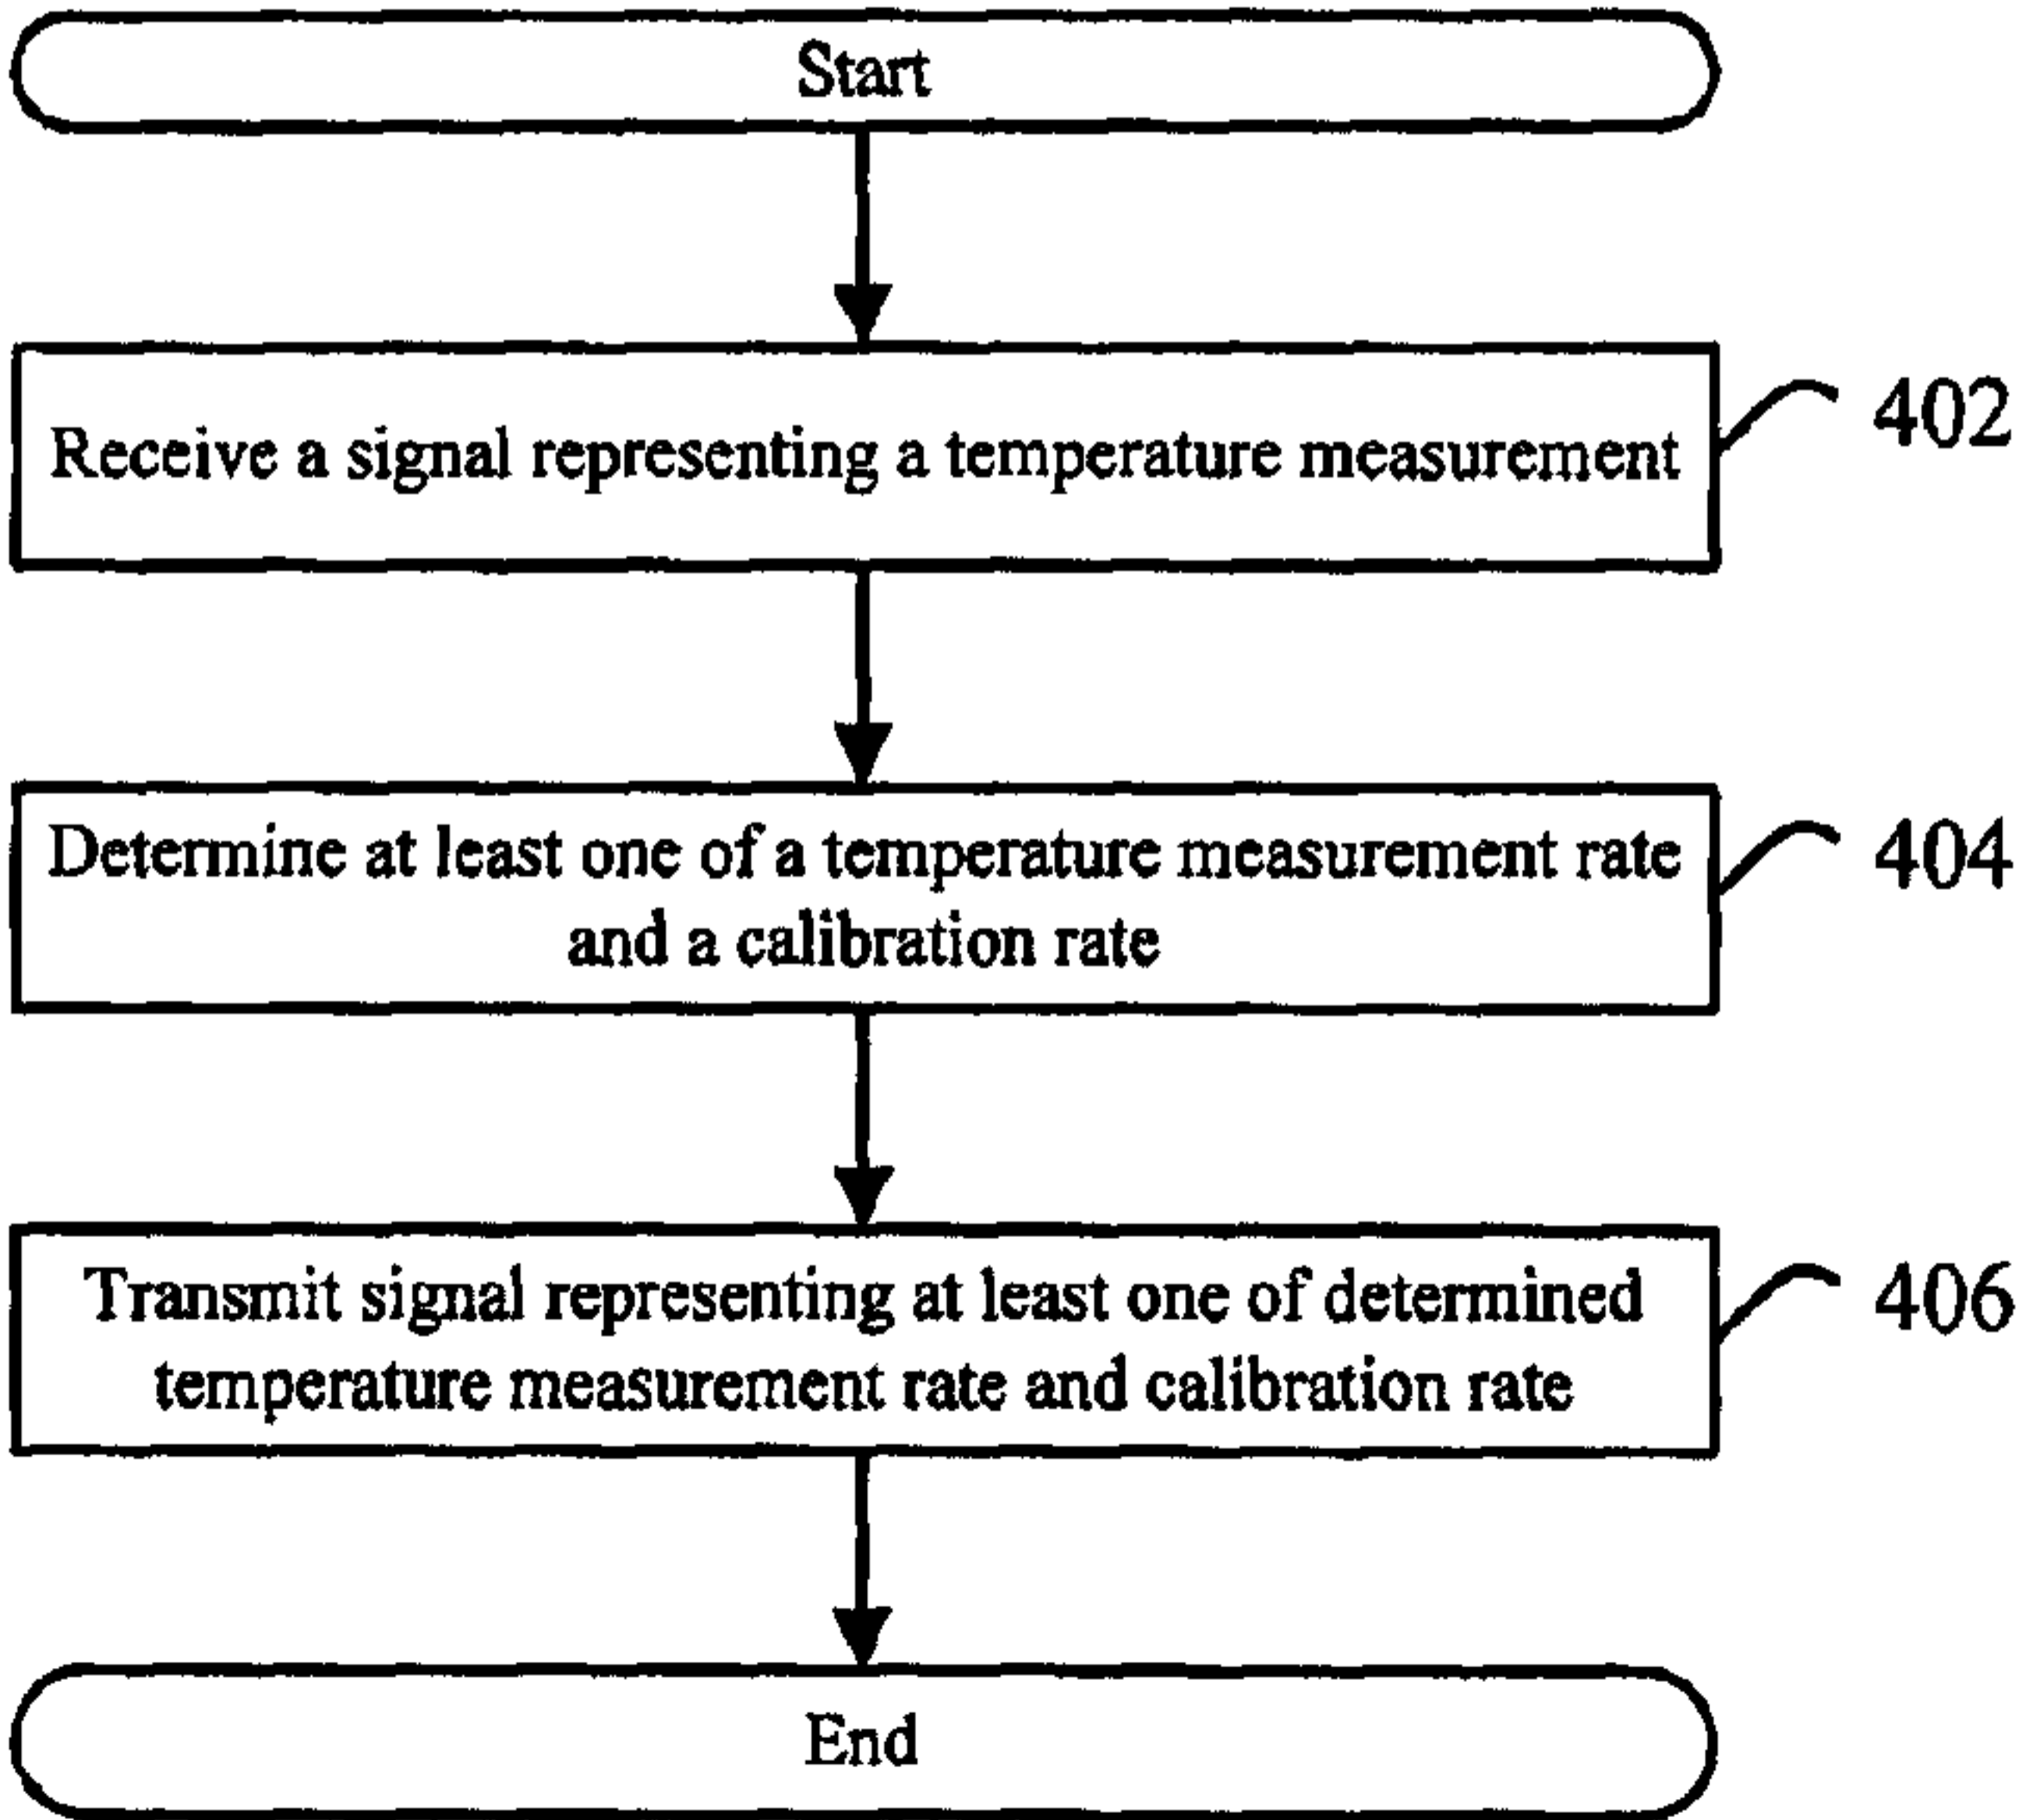 Start
Receive a signal representing a temperature measurement
402
Determine at least one of a temperature measurement rate
and a calibration rate
404
Transmit signal representing at least one of determined
temperature measurement rate and calibration rate
406
End